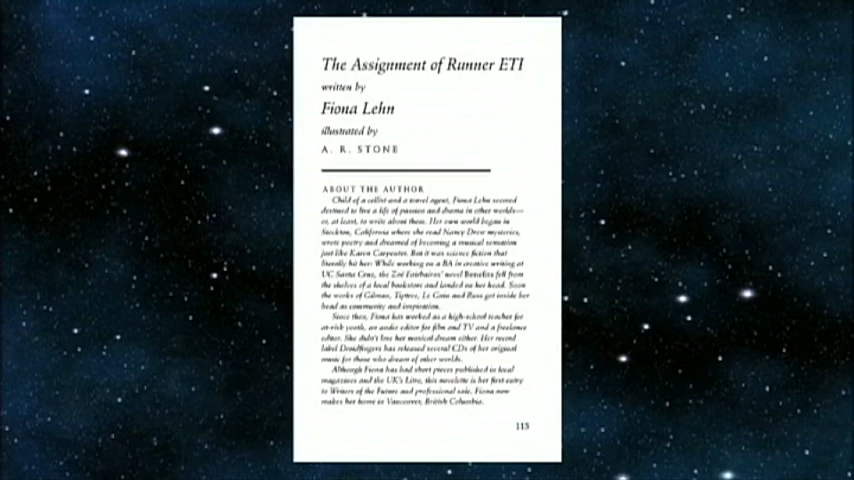 The Assignment of Runner ETI
written by
Fiona Lehn
illustrated by
A. R. STONE
ABOUT THE AUTHOR
Child of a cellist and a travel agent, Fiona Lehn seemed
destined to live a life of passion and drama in other worlds—
or, at least, to write about them. Her own world began in
Stockton, California where she read Nancy Drew mysteries,
wrote poetry and dreamed of becoming a musical sensation
just like Karen Carpenter. But it was science fiction that
literally hit her: While working on a BA in creative writing at
UC Santa Cruz, the Zoë Fairbairns' novel Benefits fell from
the shelves of a local bookstore and landed on her head. Soon
the works of Gilman, Tiptree, Le Guin and Russ got inside her
head as community and inspiration.
Since then, Fiona has worked as a high-school teacher for
at-risk youth, an audio editor for film and TV and a freelance
editor. She didn't lose her musical dream either. Her record
label Droidfingers has released several CDs of her original
music for those who dream of other worlds.
Although Fiona has had short pieces published in local
magazines and the UK's Litro, this novelette is her first entry
to Writers of the Future and professional sale. Fiona now
makes her home in Vancouver, British Columbia.
115